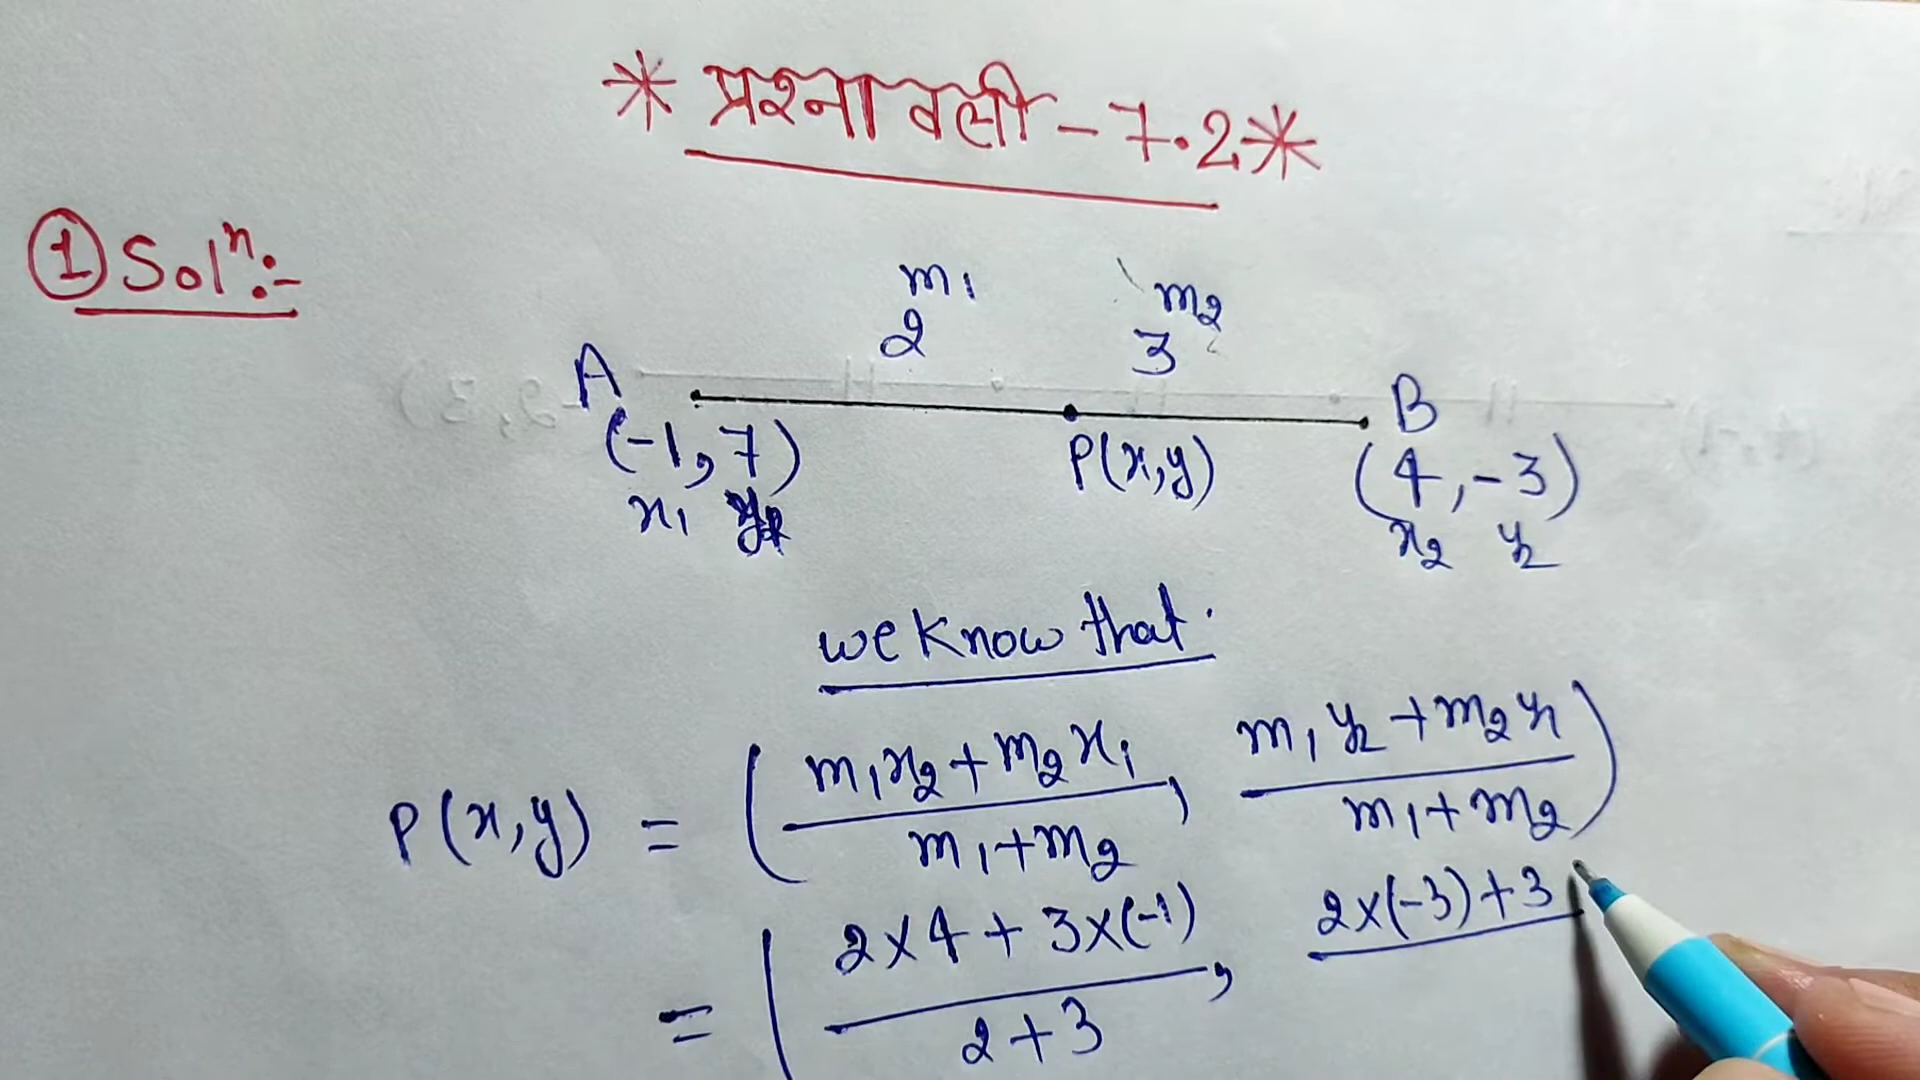 * प्रश्नावली - 7.2 *
① Solⁿ:-
m₁ m₂
2 3
A B
(-1, 7) P(x,y) (4, -3)
x₁ y₁ x₂ y₂
we know that
P(x,y) = ( m₁x₂+m₂x₁ / m₁+m₂ , m₁y₂+m₂y₁ / m₁+m₂ )
= ( 2×4+3×(-1) / 2+3 , 2×(-3)+3